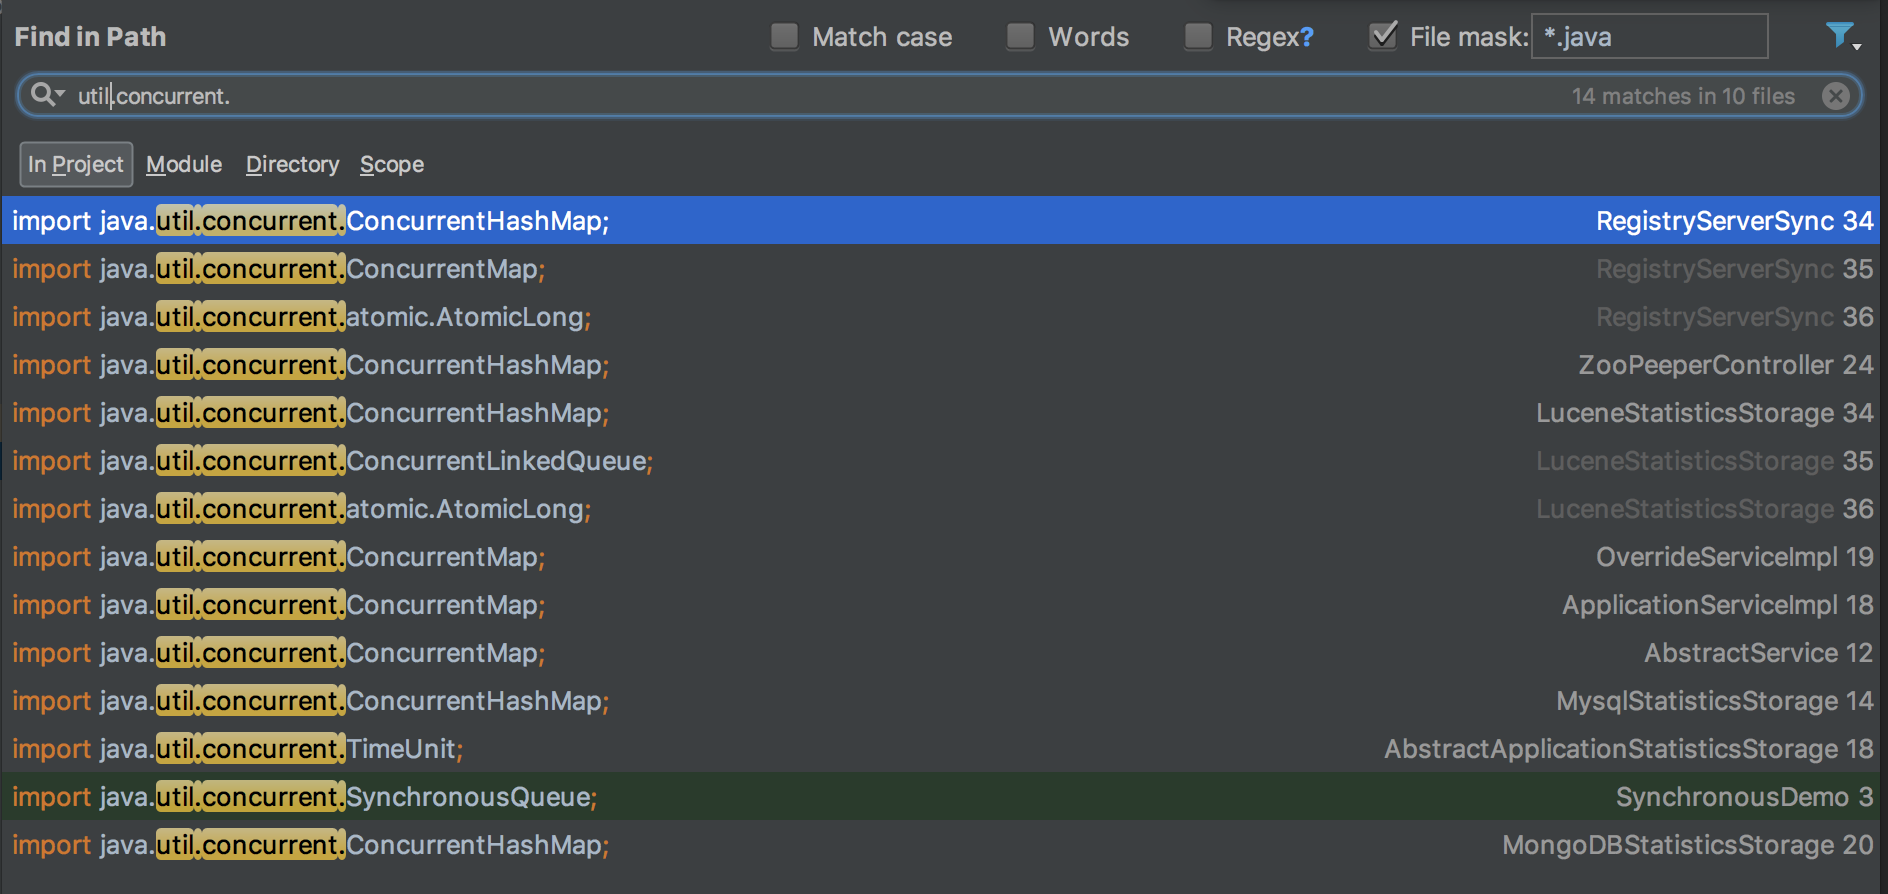 Find in Path Match case Words Regex? File mask: *.java
util.concurrent. 14 matches in 10 files
In Project Module Directory Scope
import java.util.concurrent.ConcurrentHashMap; RegistryServerSync 34
import java.util.concurrent.ConcurrentMap; RegistryServerSync 35
import java.util.concurrent.atomic.AtomicLong; RegistryServerSync 36
import java.util.concurrent.ConcurrentHashMap; ZooPeeperController 24
import java.util.concurrent.ConcurrentHashMap; LuceneStatisticsStorage 34
import java.util.concurrent.ConcurrentLinkedQueue; LuceneStatisticsStorage 35
import java.util.concurrent.atomic.AtomicLong; LuceneStatisticsStorage 36
import java.util.concurrent.ConcurrentMap; OverrideServiceImpl 19
import java.util.concurrent.ConcurrentMap; ApplicationServiceImpl 18
import java.util.concurrent.ConcurrentMap; AbstractService 12
import java.util.concurrent.ConcurrentHashMap; MysqlStatisticsStorage 14
import java.util.concurrent.TimeUnit; AbstractApplicationStatisticsStorage 18
import java.util.concurrent.SynchronousQueue; SynchronousDemo 3
import java.util.concurrent.ConcurrentHashMap; MongoDBStatisticsStorage 20